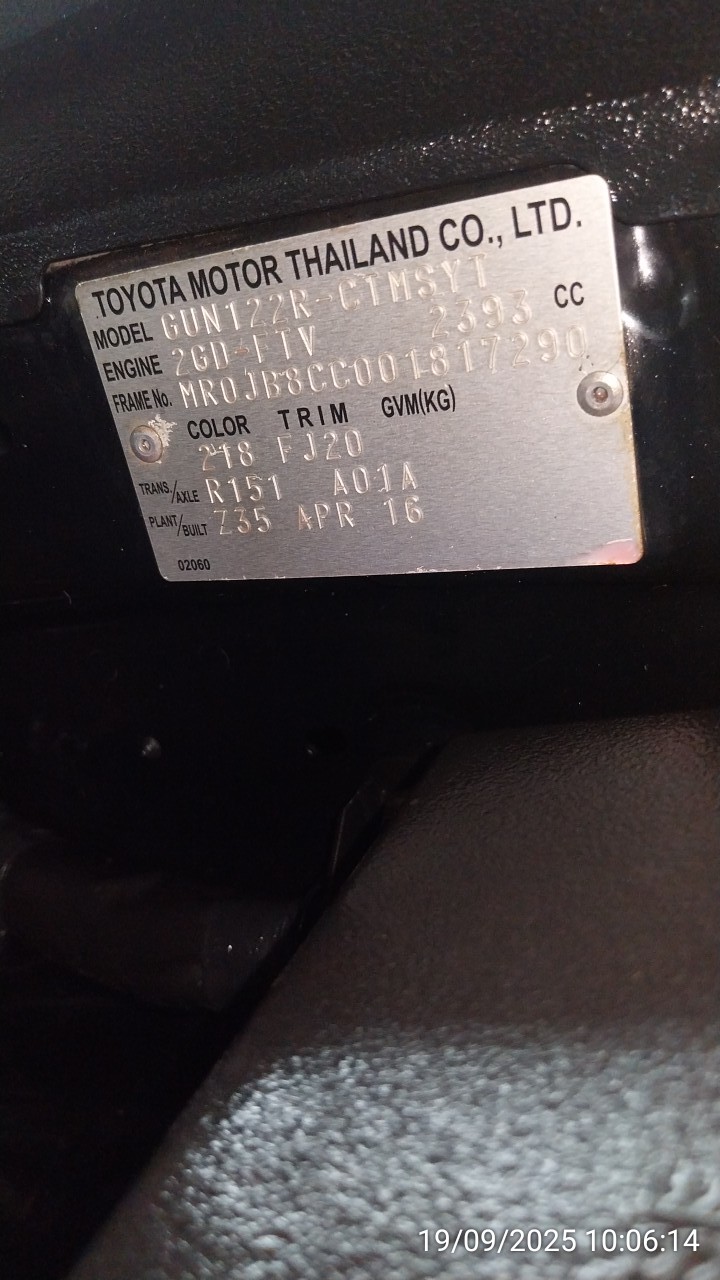 TOYOTA MOTOR THAILAND CO., LTD.
MODEL GUN122R-CTMSYT
ENGINE 2GD-FTV 2393 CC
FRAME No. MR0JB8CC001817290
COLOR TRIM GVM(KG)
218 FJ20
TRANS./AXLE R151 A01A
PLANT/BUILT Z35 APR 16
02060
19/09/2025 10:06:14